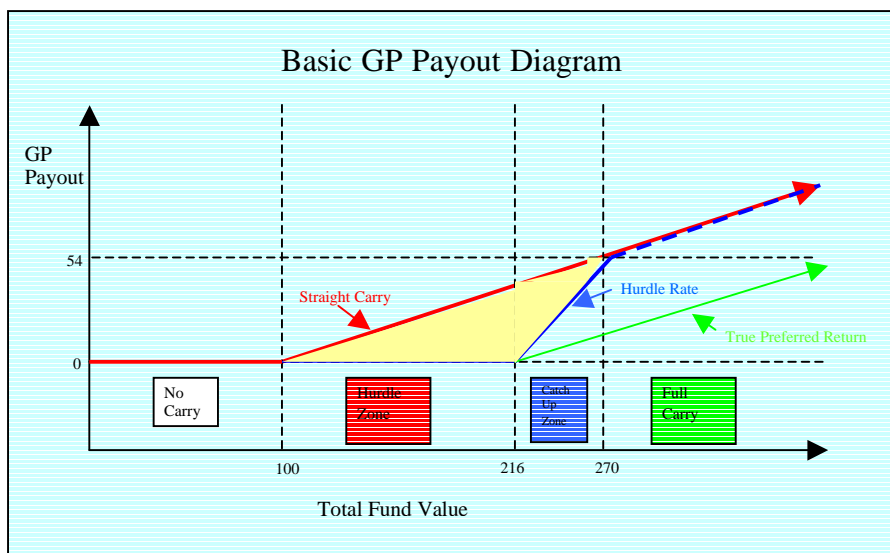 Basic GP Payout Diagram
GP
Payout
54
Straight Carry
Hurdle Rate
True Preferred Return
0
No
Carry
Hurdle
Zone
Catch
Up
Zone
Full
Carry
100
216
270
Total Fund Value